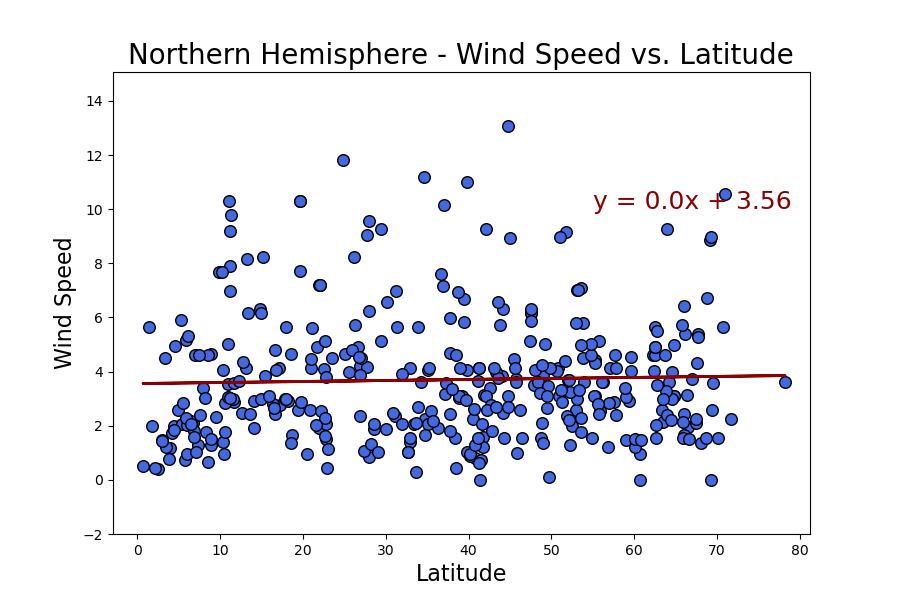 Northern Hemisphere - Wind Speed vs. Latitude
14
12
10
8
6
4
2
0
−2
y = 0.0x + 3.56
Wind Speed
0 10 20 30 40 50 60 70 80
Latitude